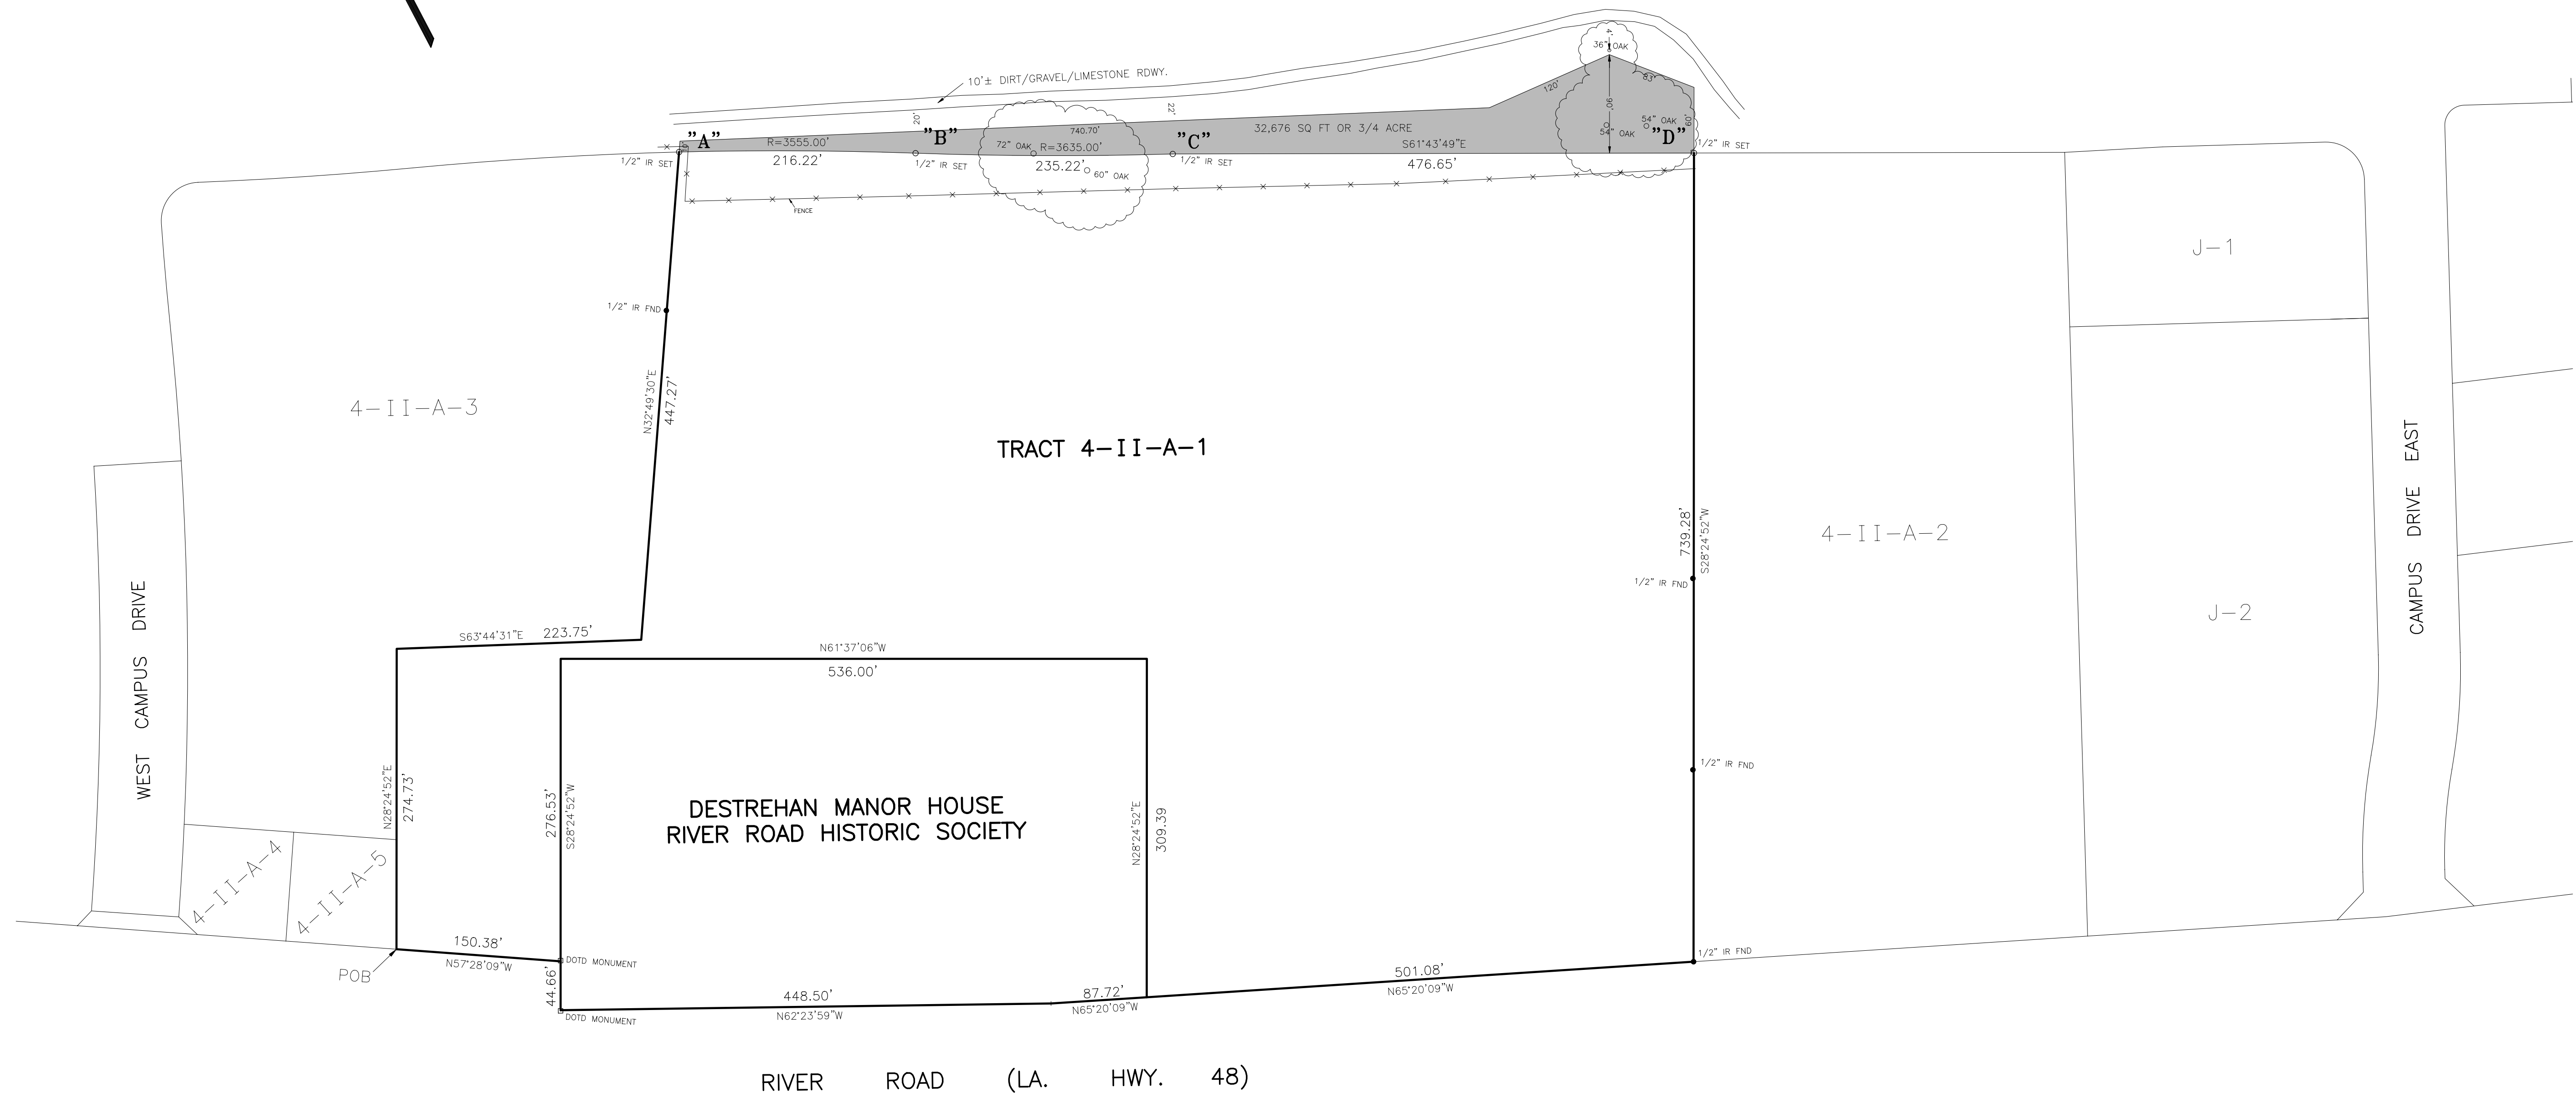 4'
36" OAK
10'± DIRT/GRAVEL/LIMESTONE RDWY.
83'
120'
90'
22'
20'
60'
54" OAK
54" OAK
"A"
"B"
"C"
"D"
740.70'
32,676 SQ FT OR 3/4 ACRE
R=3555.00'
72" OAK
R=3635.00'
S61°43'49"E
1/2" IR SET
216.22'
1/2" IR SET
235.22'
60" OAK
1/2" IR SET
476.65'
1/2" IR SET
FENCE
J-1
1/2" IR FND
N32°49'30"E
447.27'
4-II-A-3
TRACT 4-II-A-1
739.28'
S28°24'52"W
4-II-A-2
CAMPUS DRIVE EAST
1/2" IR FND
J-2
WEST CAMPUS DRIVE
S63°44'31"E
223.75'
N61°37'06"W
536.00'
1/2" IR FND
N28°24'52"E
274.73'
276.53'
S28°24'52"W
DESTREHAN MANOR HOUSE
RIVER ROAD HISTORIC SOCIETY
N28°24'52"E
309.39
4-II-A-4
4-II-A-5
150.38'
N57°28'09"W
POB
DOTD MONUMENT
44.66'
DOTD MONUMENT
448.50'
N62°23'59"W
87.72'
N65°20'09"W
501.08'
N65°20'09"W
1/2" IR FND
RIVER ROAD (LA. HWY. 48)